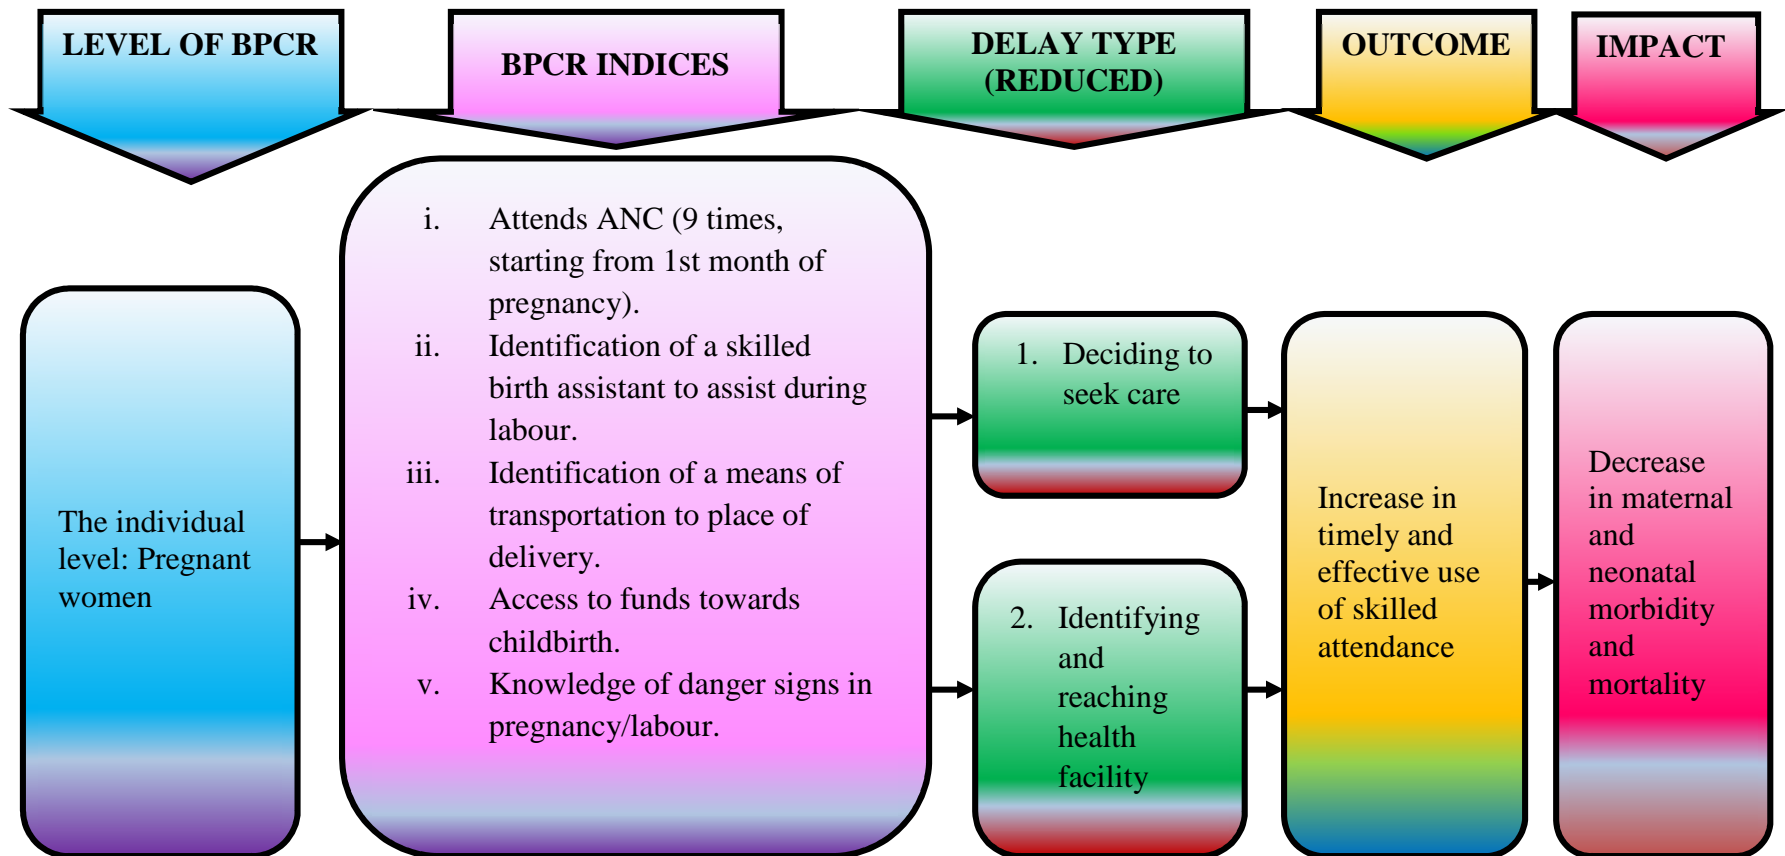 LEVEL OF BPCR
BPCR INDICES
DELAY TYPE
(REDUCED)
OUTCOME
IMPACT
The individual
level: Pregnant
women
i. Attends ANC (9 times,
starting from 1st month of
pregnancy).
ii. Identification of a skilled
birth assistant to assist during
labour.
iii. Identification of a means of
transportation to place of
delivery.
iv. Access to funds towards
childbirth.
v. Knowledge of danger signs in
pregnancy/labour.
1. Deciding to
seek care
2. Identifying
and
reaching
health
facility
Increase in
timely and
effective use
of skilled
attendance
Decrease
in maternal
and
neonatal
morbidity
and
mortality